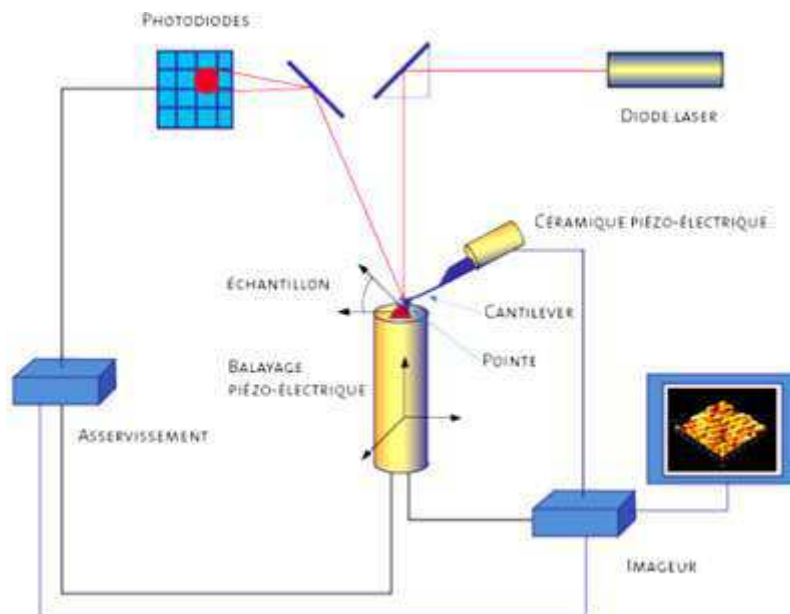 Photodiodes
Diode laser
Céramique piézo-électrique
échantillon
Cantilever
Pointe
Balayage
piézo-électrique
Asservissement
Imageur